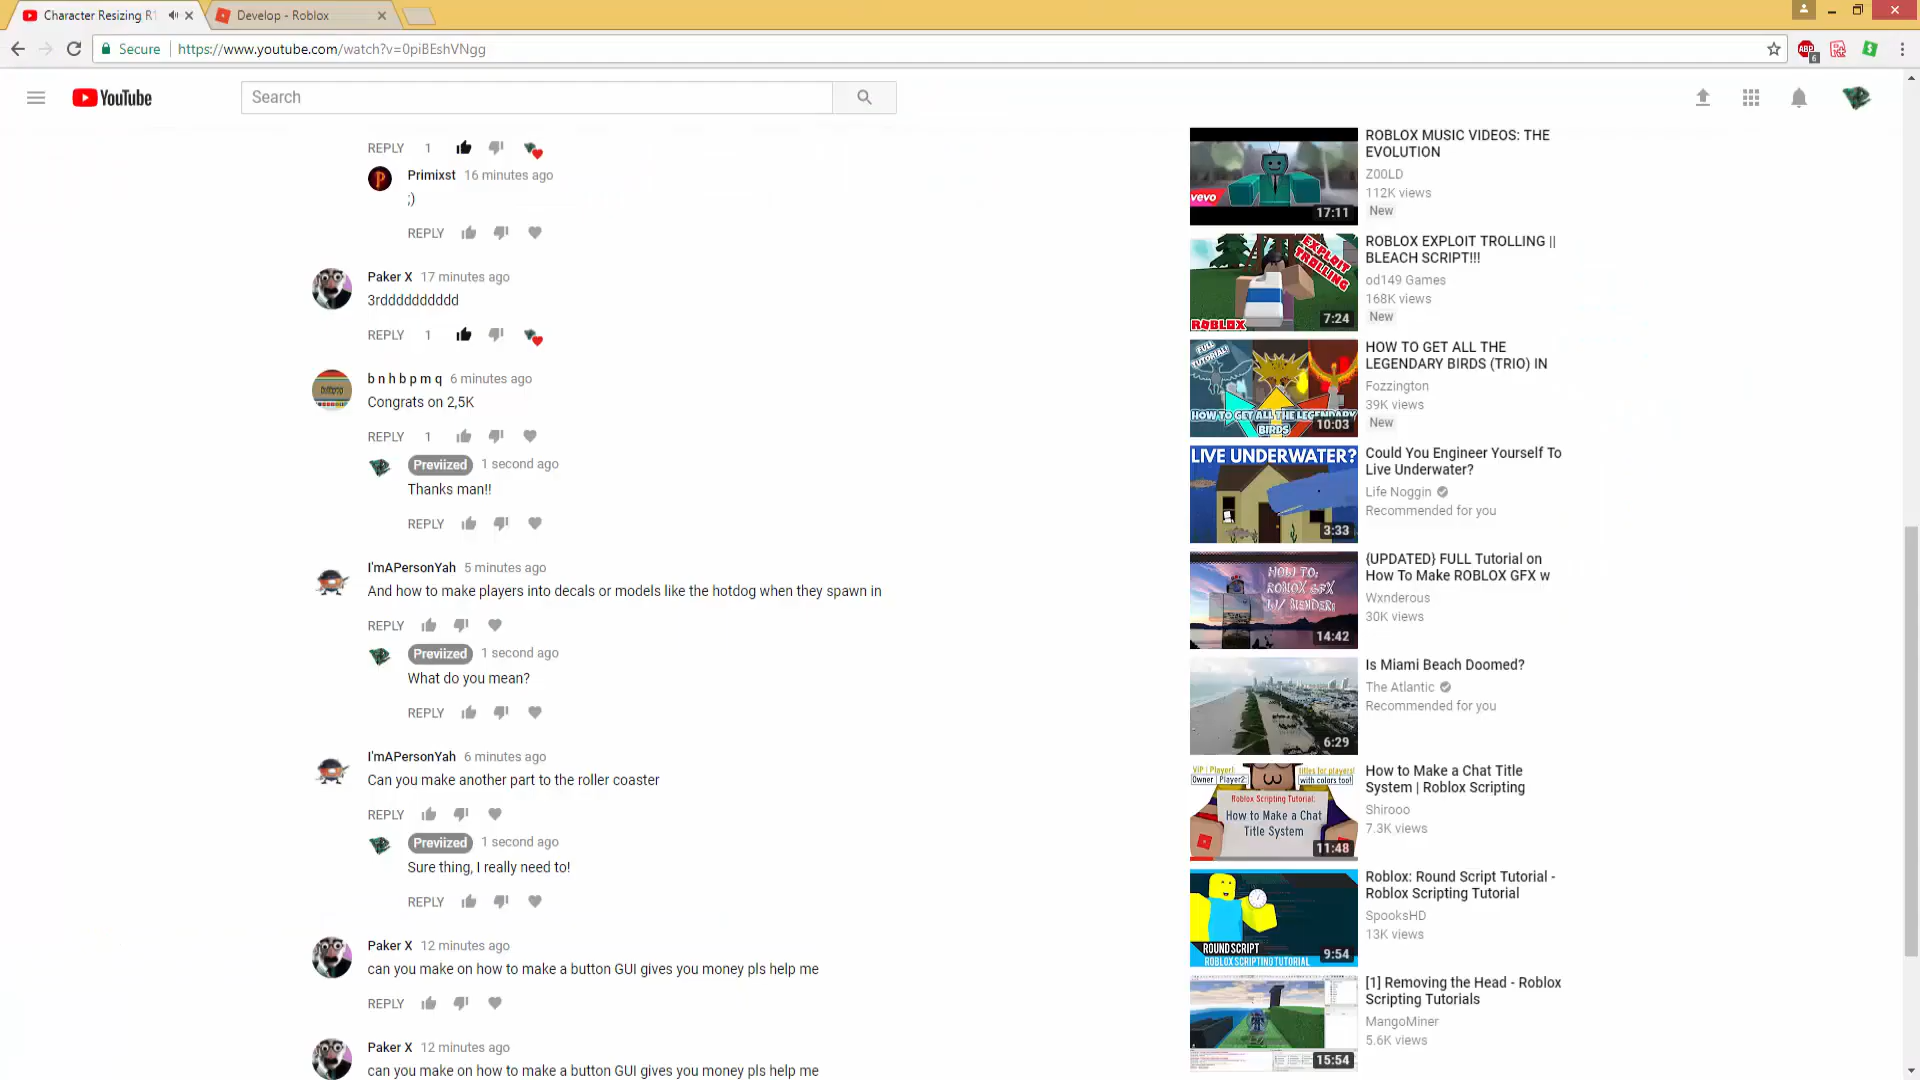 Character Resizing R1
Develop - Roblox
Secure
https://www.youtube.com/watch?v=0piBEshVNgg
ABP
6
YouTube
Search
REPLY 1
Primixst 16 minutes ago
;)
REPLY
Paker X 17 minutes ago
3rdddddddddd
REPLY 1
b n h b p m q 6 minutes ago
Congrats on 2,5K
REPLY 1
Previized 1 second ago
Thanks man!!
REPLY
I'mAPersonYah 5 minutes ago
And how to make players into decals or models like the hotdog when they spawn in
REPLY
Previized 1 second ago
What do you mean?
REPLY
I'mAPersonYah 6 minutes ago
Can you make another part to the roller coaster
REPLY
Previized 1 second ago
Sure thing, I really need to!
REPLY
Paker X 12 minutes ago
can you make on how to make a button GUI gives you money pls help me
REPLY
Paker X 12 minutes ago
can you make on how to make a button GUI gives you money pls help me
vevo
17:11
ROBLOX MUSIC VIDEOS: THE
EVOLUTION
Z00LD
112K views
New
EXPLOIT
TROLLING
ROBLOX
7:24
ROBLOX EXPLOIT TROLLING ||
BLEACH SCRIPT!!!
od149 Games
168K views
New
FULL
TUTORIAL!
HOW TO GET ALL THE LEGENDARY
BIRDS
10:03
HOW TO GET ALL THE
LEGENDARY BIRDS (TRIO) IN
Fozzington
39K views
New
LIVE UNDERWATER?
3:33
Could You Engineer Yourself To
Live Underwater?
Life Noggin
Recommended for you
HOW TO:
ROBLOX GFX
W/ BLENDER!
14:42
{UPDATED} FULL Tutorial on
How To Make ROBLOX GFX w
Wxnderous
30K views
6:29
Is Miami Beach Doomed?
The Atlantic
Recommended for you
VIP | Player1:
Owner | Player2:
Titles for players!
with colors too!
Roblox Scripting Tutorial:
How to Make a Chat
Title System
11:48
How to Make a Chat Title
System | Roblox Scripting
Shirooo
7.3K views
ROUND SCRIPT
ROBLOX SCRIPTING TUTORIAL
9:54
Roblox: Round Script Tutorial -
Roblox Scripting Tutorial
SpooksHD
13K views
15:54
[1] Removing the Head - Roblox
Scripting Tutorials
MangoMiner
5.6K views